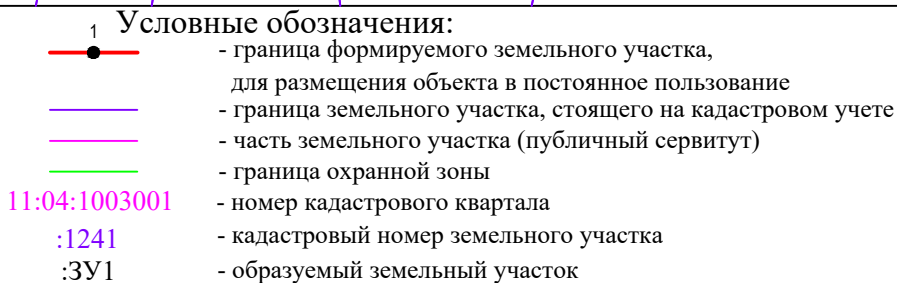 Условные обозначения:
1
- граница формируемого земельного участка,
для размещения объекта в постоянное пользование
- граница земельного участка, стоящего на кадастровом учете
- часть земельного участка (публичный сервитут)
- граница охранной зоны
11:04:1003001 - номер кадастрового квартала
:1241 - кадастровый номер земельного участка
:ЗУ1 - образуемый земельный участок